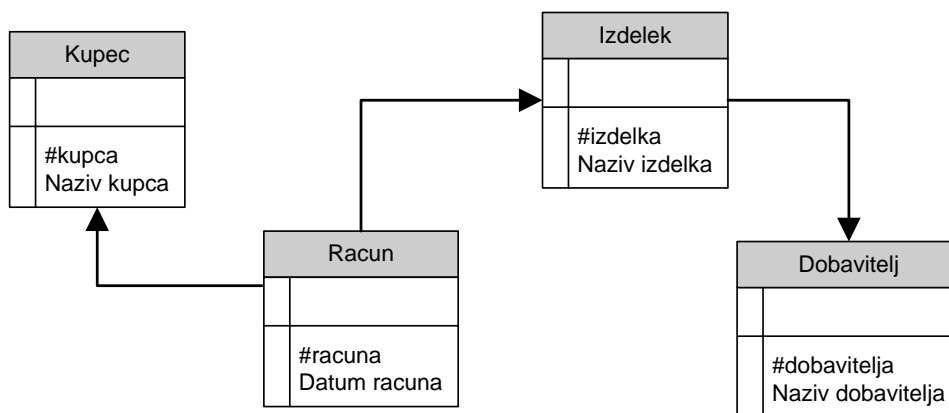 Kupec
#kupca
Naziv kupca
Izdelek
#izdelka
Naziv izdelka
Racun
#racuna
Datum racuna
Dobavitelj
#dobavitelja
Naziv dobavitelja